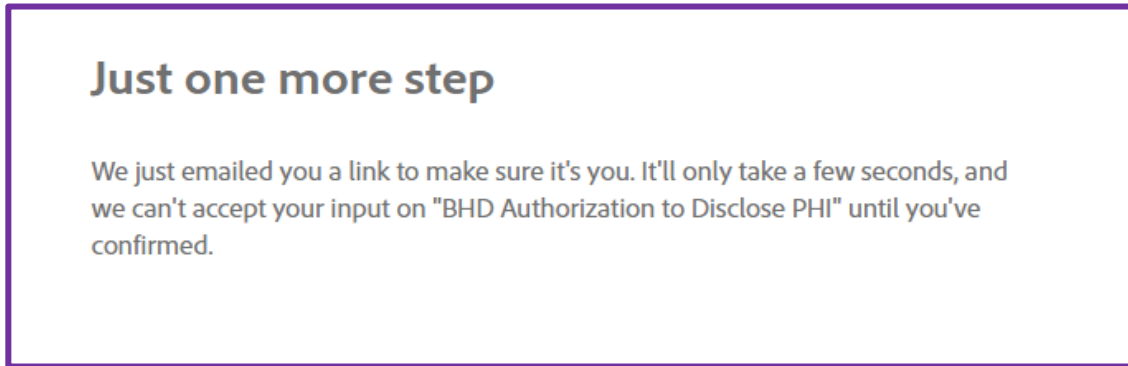 Just one more step
We just emailed you a link to make sure it's you. It'll only take a few seconds, and
we can't accept your input on "BHD Authorization to Disclose PHI" until you've
confirmed.